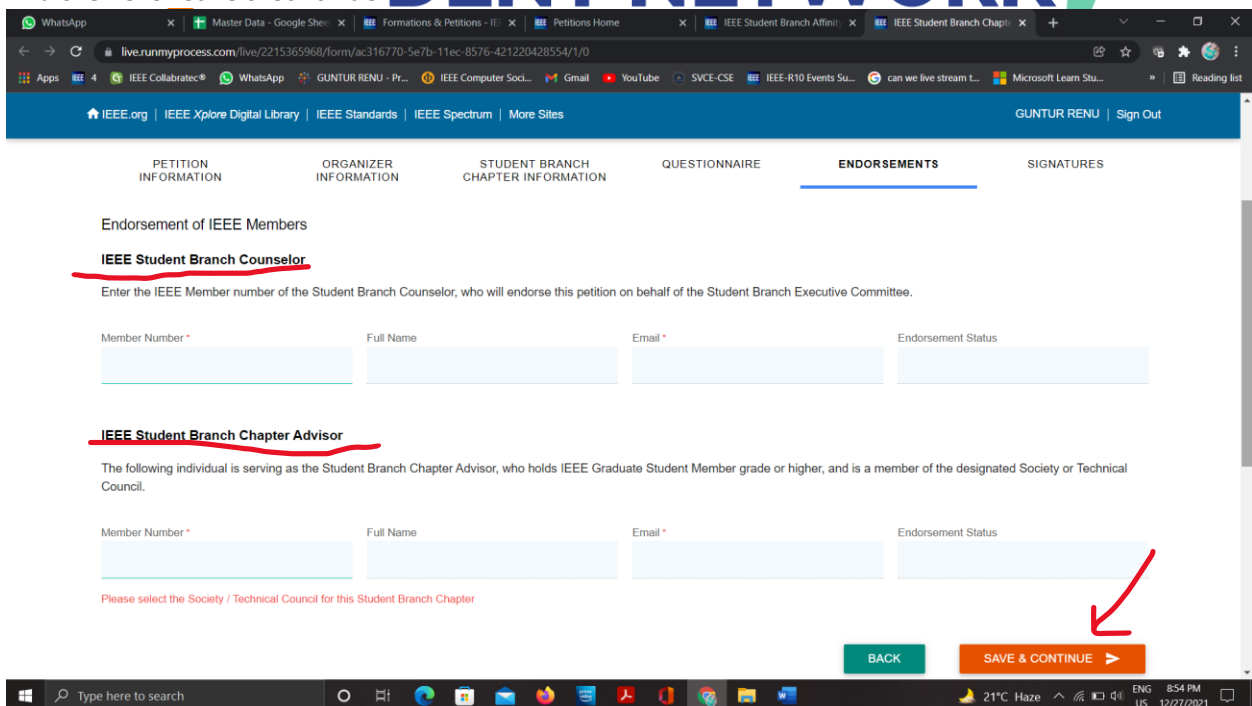 DENT NETWORK
WhatsApp
Master Data - Google Shee
Formations & Petitions - IE
Petitions Home
IEEE Student Branch Affinity
IEEE Student Branch Chapte
live.runmyprocess.com/live/2215365968/form/ac316770-5e7b-11ec-8576-421220428554/1/0
Apps
4
IEEE Collabratec®
WhatsApp
GUNTUR RENU - Pr...
IEEE Computer Soci...
Gmail
YouTube
SVCE-CSE
IEEE-R10 Events Su...
can we live stream t...
Microsoft Learn Stu...
»
Reading list
IEEE.org | IEEE Xplore Digital Library | IEEE Standards | IEEE Spectrum | More Sites
GUNTUR RENU | Sign Out
PETITION
INFORMATION
ORGANIZER
INFORMATION
STUDENT BRANCH
CHAPTER INFORMATION
QUESTIONNAIRE
ENDORSEMENTS
SIGNATURES
Endorsement of IEEE Members
IEEE Student Branch Counselor
Enter the IEEE Member number of the Student Branch Counselor, who will endorse this petition on behalf of the Student Branch Executive Committee.
Member Number *
Full Name
Email *
Endorsement Status
IEEE Student Branch Chapter Advisor
The following individual is serving as the Student Branch Chapter Advisor, who holds IEEE Graduate Student Member grade or higher, and is a member of the designated Society or Technical
Council.
Member Number *
Full Name
Email *
Endorsement Status
Please select the Society / Technical Council for this Student Branch Chapter
BACK
SAVE & CONTINUE
Type here to search
21°C Haze
ENG
US
8:54 PM
12/27/2021